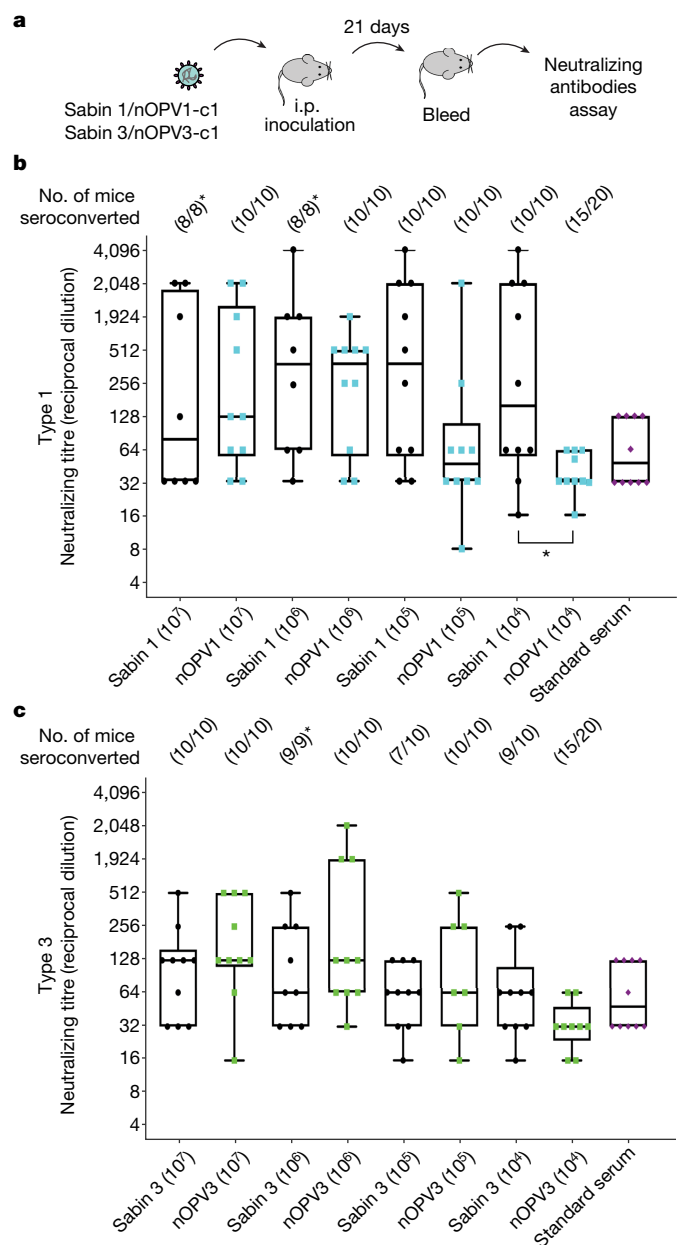 a
21 days
Sabin 1/nOPV1-c1
Sabin 3/nOPV3-c1
i.p.
inoculation
Bleed
Neutralizing
antibodies
assay
b
No. of mice
seroconverted
(8/8)* (10/10) (8/8)* (10/10) (10/10) (10/10) (10/10) (15/20)
Type 1
Neutralizing titre (reciprocal dilution)
4,096
2,048
1,924
512
256
128
64
32
16
8
4
*
Sabin 1 (10⁷) nOPV1 (10⁷) Sabin 1 (10⁶) nOPV1 (10⁶) Sabin 1 (10⁵) nOPV1 (10⁵) Sabin 1 (10⁴) nOPV1 (10⁴) Standard serum
c
No. of mice
seroconverted
(10/10) (10/10) (9/9)* (10/10) (7/10) (10/10) (9/10) (15/20)
Type 3
Neutralizing titre (reciprocal dilution)
4,096
2,048
1,924
512
256
128
64
32
16
8
4
Sabin 3 (10⁷) nOPV3 (10⁷) Sabin 3 (10⁶) nOPV3 (10⁶) Sabin 3 (10⁵) nOPV3 (10⁵) Sabin 3 (10⁴) nOPV3 (10⁴) Standard serum